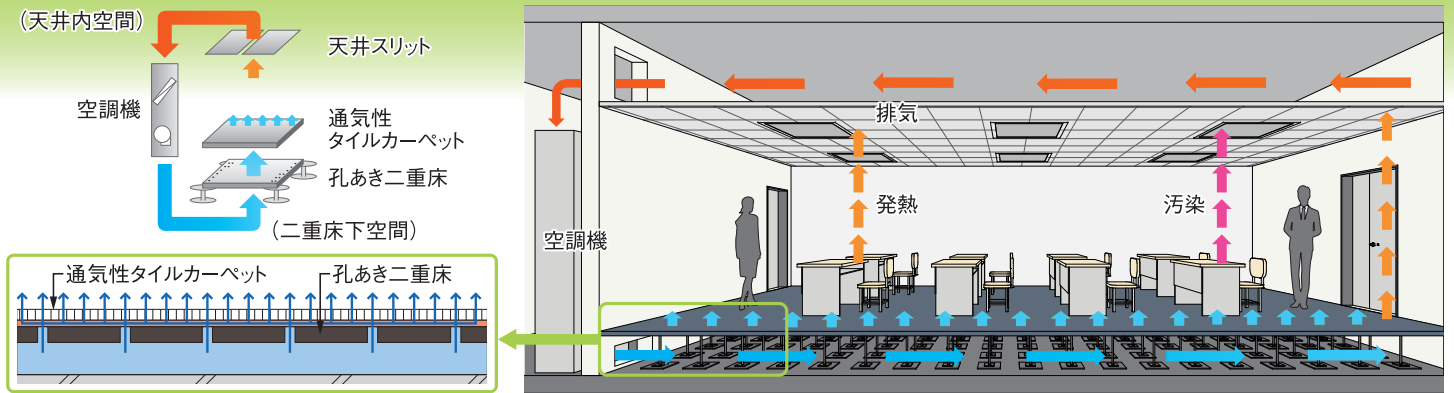 （天井内空間）
天井スリット
空調機
通気性
タイルカーペット
孔あき二重床
（二重床下空間）
通気性タイルカーペット
孔あき二重床
排気
発熱
汚染
空調機